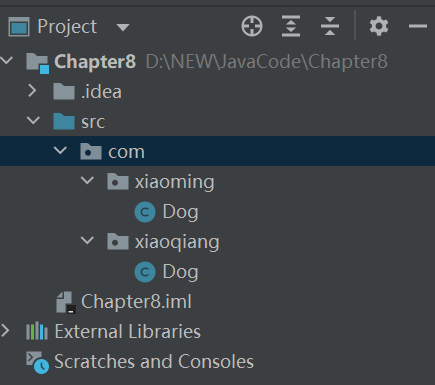 Project
Chapter8 D:\NEW\JavaCode\Chapter8
.idea
src
com
xiaoming
C Dog
xiaoqiang
C Dog
Chapter8.iml
External Libraries
Scratches and Consoles